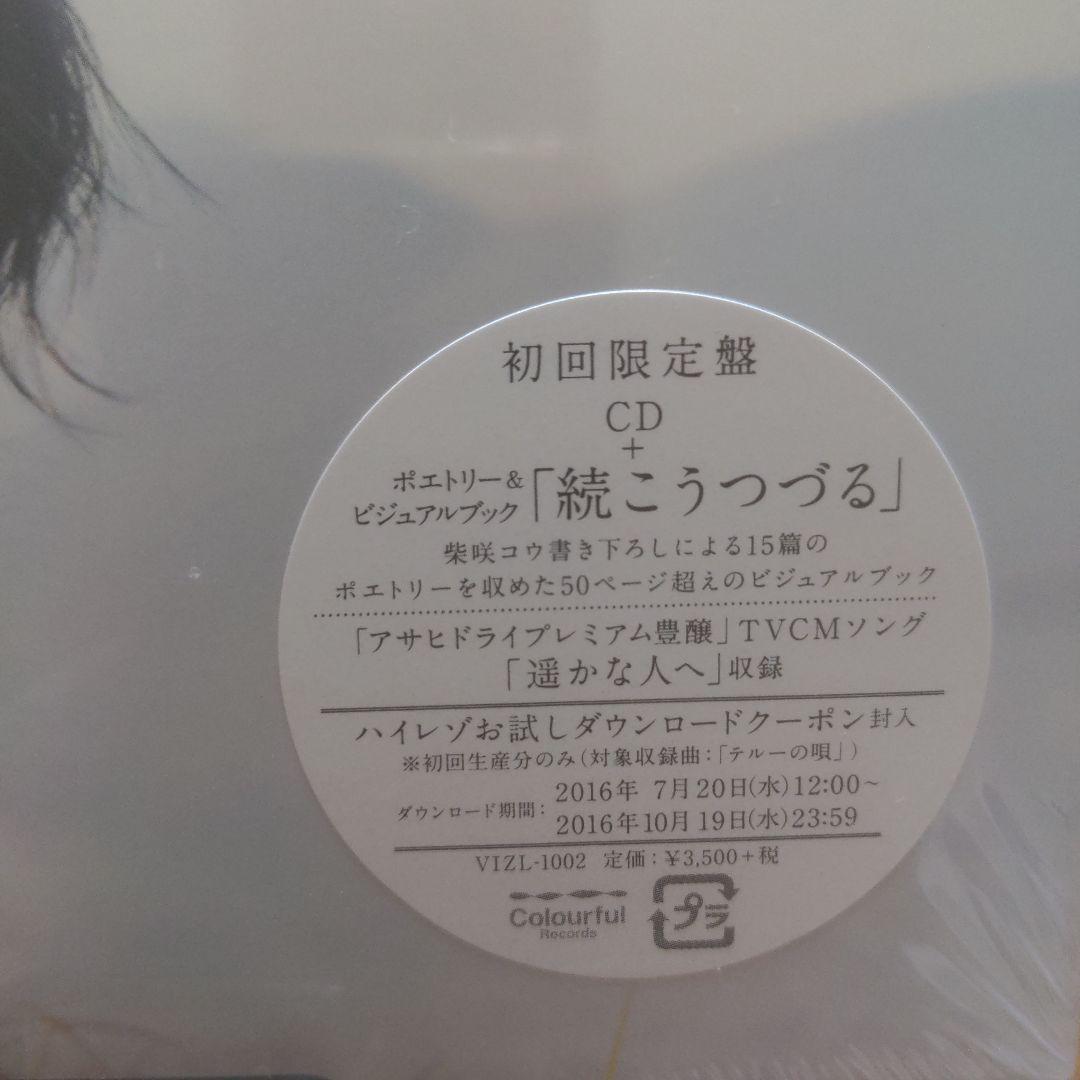 初回限定盤
CD
+
ポエトリー&
ビジュアルブック「続こうつづる」
柴咲コウ書き下ろしによる15篇の
ポエトリーを収めた50ページ超えのビジュアルブック
「アサヒドライプレミアム豊醸」TVCMソング
「遥かな人へ」収録
ハイレゾお試しダウンロードクーポン封入
※初回生産分のみ(対象収録曲:「テルーの唄」)
ダウンロード期間: 2016年 7月20日(水)12:00~
2016年10月19日(水)23:59
VIZL-1002 定価:¥3,500+税
Colourful
Records
プラ